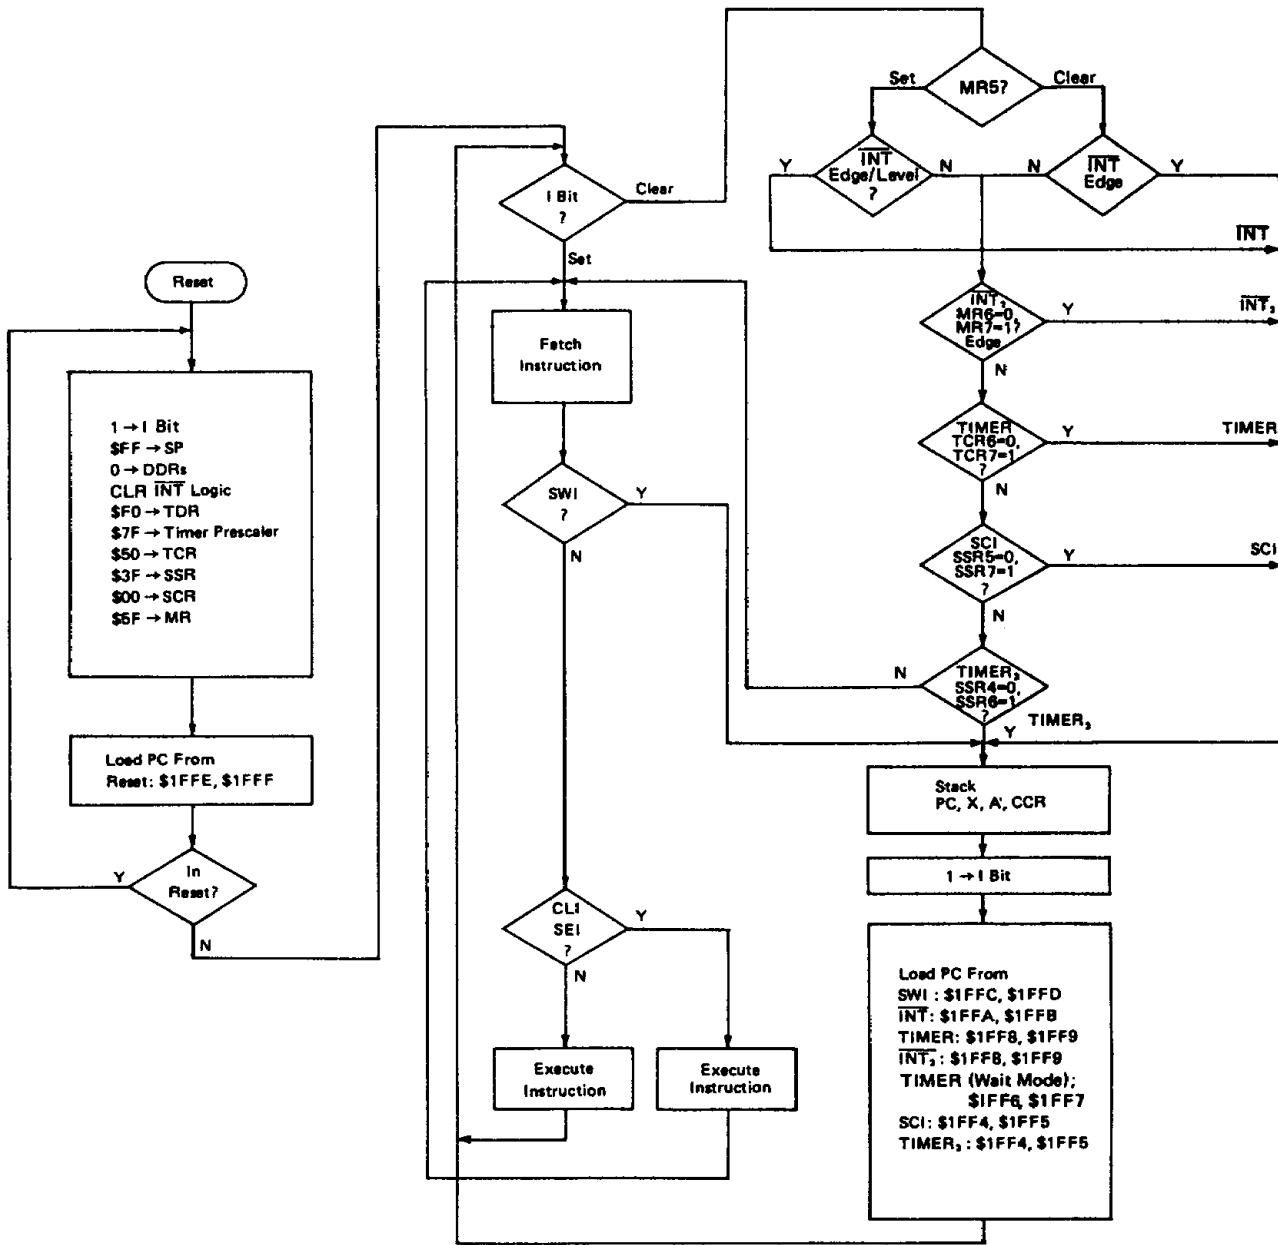 Reset
1 → I Bit
$FF → SP
0 → DDRs
CLR INT Logic
$F0 → TDR
$7F → Timer Prescaler
$50 → TCR
$3F → SSR
$00 → SCR
$5F → MR
Load PC From
Reset: $1FFE, $1FFF
In
Reset?
Y
N
I Bit
?
Clear
Set
Fetch
Instruction
SWI
?
Y
N
CLI
SEI
?
Y
N
Execute
Instruction
Execute
Instruction
MR5?
Set
Clear
INT
Edge/Level
?
Y
N
INT
Edge
N
Y
INT
INT₂
MR6=0,
MR7=1?
Edge
Y
INT₂
N
TIMER
TCR6=0,
TCR7=1
?
Y
TIMER
N
SCI
SSR5=0,
SSR7=1
?
Y
SCI
N
TIMER₂
SSR4=0,
SSR6=1
?
N
Y
TIMER₂
Stack
PC, X, A, CCR
1 → I Bit
Load PC From
SWI : $1FFC, $1FFD
INT: $1FFA, $1FFB
TIMER: $1FF8, $1FF9
INT₂ : $1FF8, $1FF9
TIMER (Wait Mode);
$1FF6, $1FF7
SCI: $1FF4, $1FF5
TIMER₂ : $1FF4, $1FF5